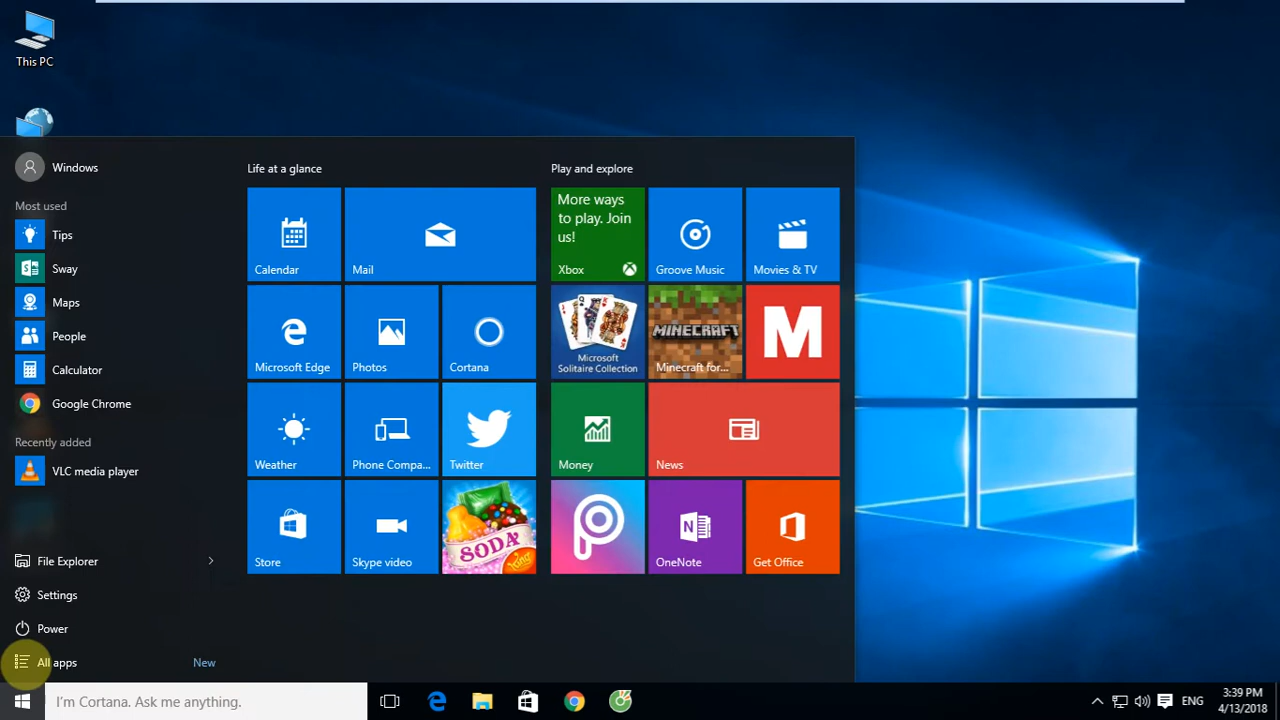 This PC
Windows
Most used
Tips
Sway
Maps
People
Calculator
Google Chrome
Recently added
VLC media player
File Explorer
Settings
Power
All apps
New
Life at a glance
Calendar
Mail
Microsoft Edge
Photos
Cortana
Weather
Phone Compa...
Twitter
Store
Skype video
SODA
King
Play and explore
More ways
to play. Join
us!
Xbox
Groove Music
Movies & TV
Microsoft
Solitaire Collection
MINECRAFT
Minecraft for...
M
Money
News
OneNote
Get Office
I'm Cortana. Ask me anything.
ENG
3:39 PM
4/13/2018